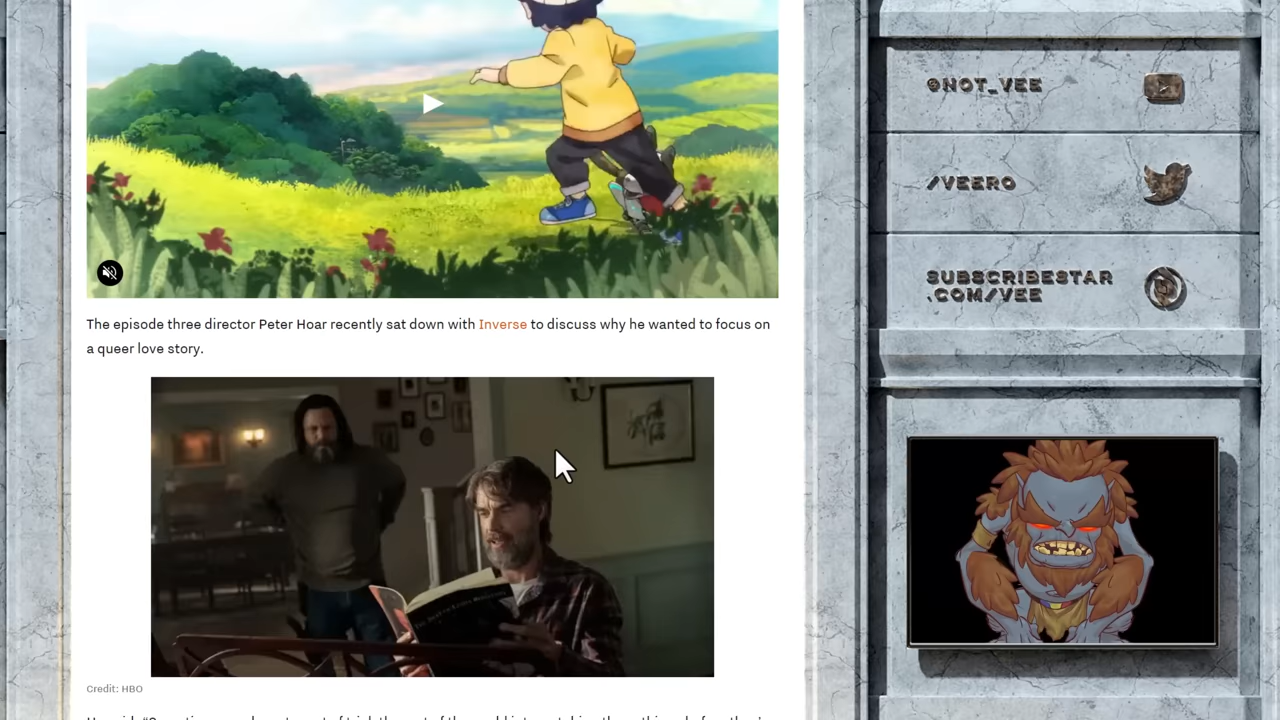 @NOT_VEE
/VEERO
SUBSCRIBESTAR
.COM/VEE
The episode three director Peter Hoar recently sat down with Inverse to discuss why he wanted to focus on
a queer love story.
Credit: HBO